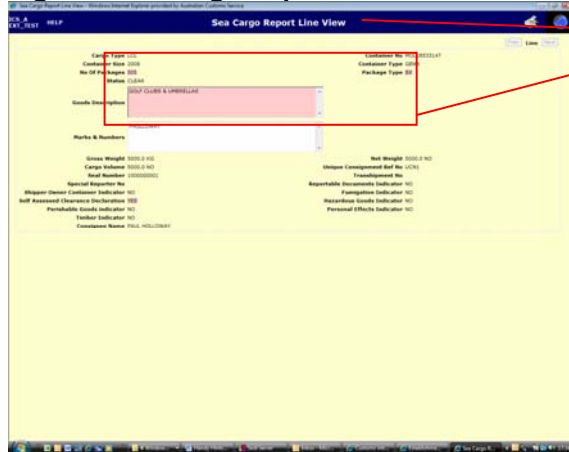 Sea Cargo Report Line View - Windows Internet Explorer provided by Australian Customs Service
HELP
Sea Cargo Report Line View
Line
Cargo Type LCL
Container No
Container Size 2008
Container Type
No Of Packages
Package Type
Status CLEAR
Goods Description GOLF CLUBS & UMBRELLAS
Marks & Numbers HOLLOWAY
Gross Weight 5000.0 KG
Net Weight 5000.0 NO
Cargo Volume 5000.0 NO
Unique Consignment Ref No UCN1
Seal Number
Transhipment No
Special Reporter No
Reportable Documents Indicator NO
Shipper Owner Container Indicator NO
Fumigation Indicator NO
Self Assessed Clearance Declaration YES
Hazardous Goods Indicator NO
Perishable Goods Indicator NO
Personal Effects Indicator NO
Timber Indicator NO
Consignee Name PAUL HOLLOWAY